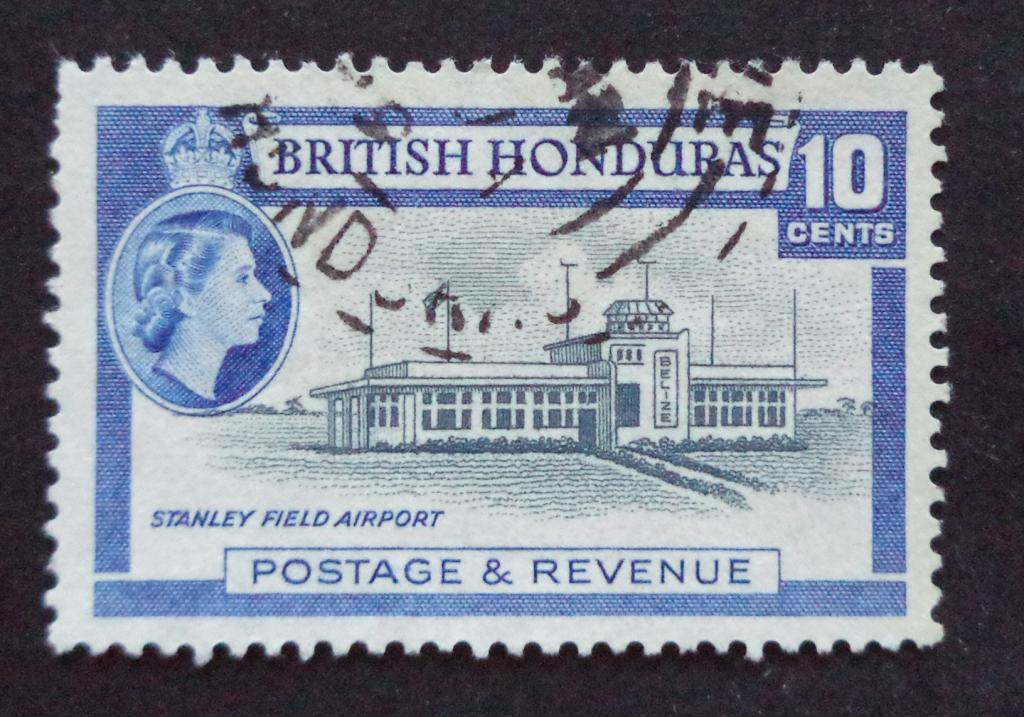 BRITISH HONDURAS
10
CENTS
BELIZE
STANLEY FIELD AIRPORT
POSTAGE & REVENUE